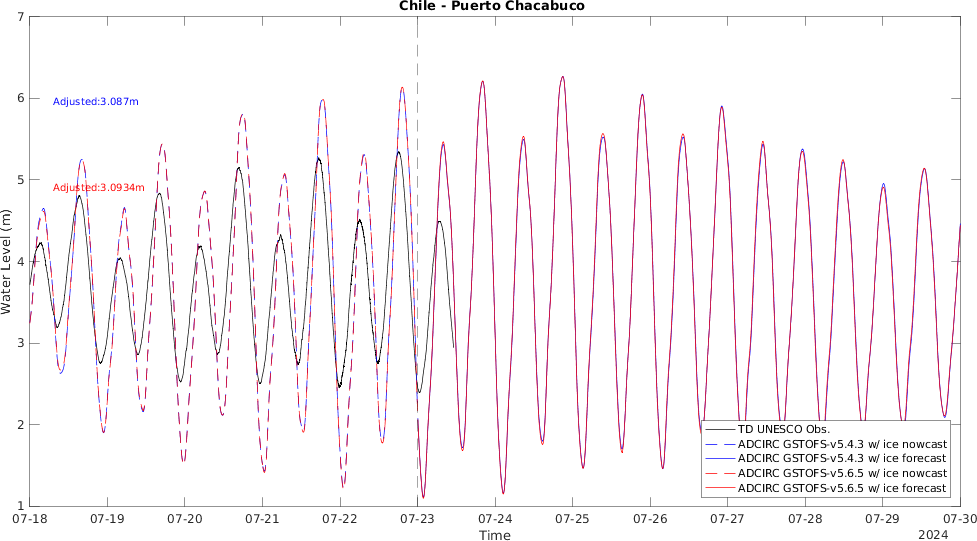 Chile - Puerto Chacabuco
7
6
5
4
3
2
1
Water Level (m)
Adjusted:3.087m
Adjusted:3.0934m
TD UNESCO Obs.
ADCIRC GSTOFS-v5.4.3 w/ ice nowcast
ADCIRC GSTOFS-v5.4.3 w/ ice forecast
ADCIRC GSTOFS-v5.6.5 w/ ice nowcast
ADCIRC GSTOFS-v5.6.5 w/ ice forecast
07-18 07-19 07-20 07-21 07-22 07-23 07-24 07-25 07-26 07-27 07-28 07-29 07-30
Time
2024